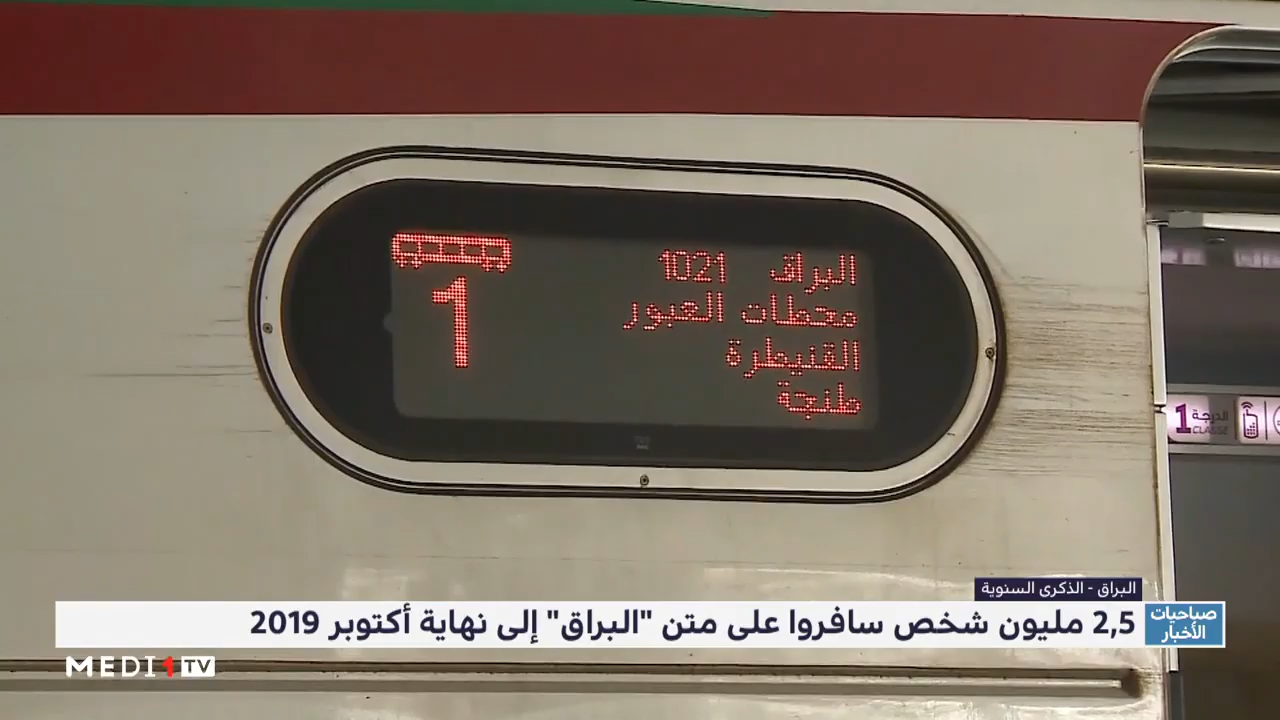 البراق 1021
محطات العبور
القنيطرة
طنجة
1
الدرجة
1 CLASSE
البراق - الذكرى السنوية
صباحيات الأخبار
2,5 مليون شخص سافروا على متن "البراق" إلى نهاية أكتوبر 2019
MEDI1TV